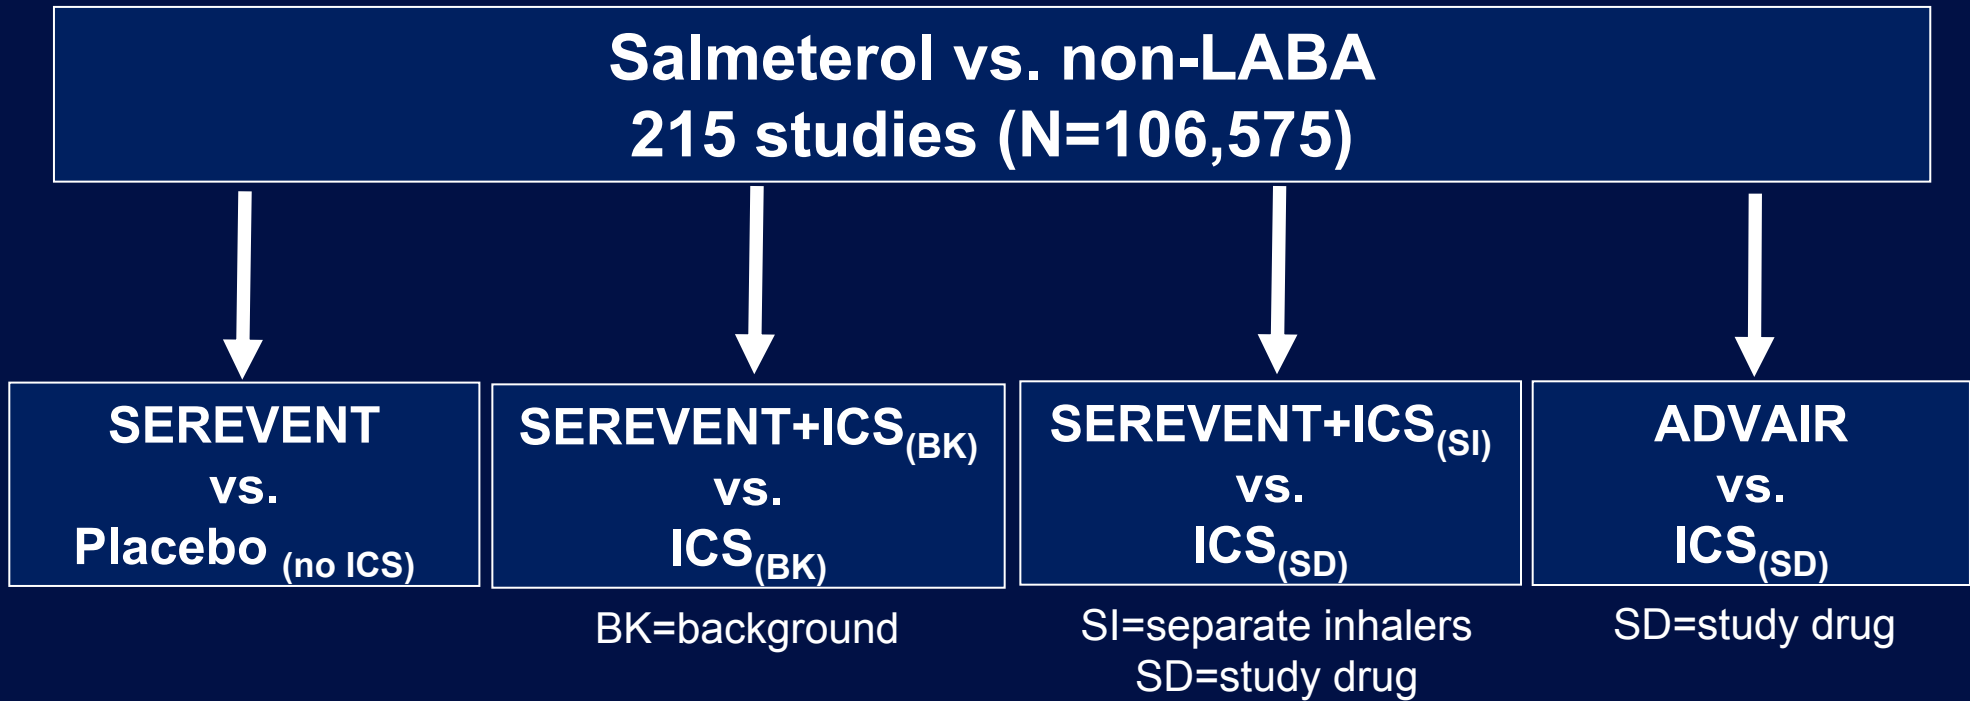 Salmeterol vs. non-LABA
215 studies (N=106,575)
SEREVENT
vs.
Placebo (no ICS)
SEREVENT+ICS(BK)
vs.
ICS(BK)
BK=background
SEREVENT+ICS(SI)
vs.
ICS(SD)
SI=separate inhalers
SD=study drug
ADVAIR
vs.
ICS(SD)
SD=study drug